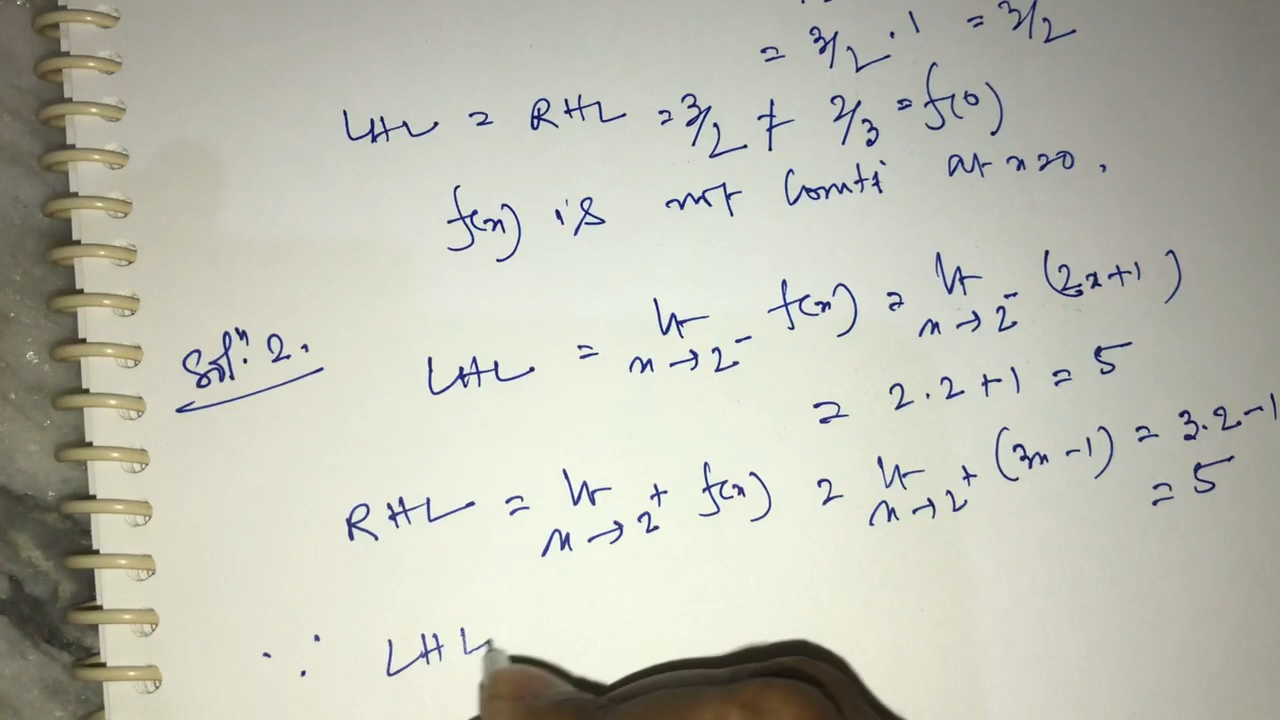 = 3/2 . 1 = 3/2
LHL = RHL = 3/2 ≠ 2/3 = f(0)
f(x) is not Conti at x=0.
Solⁿ: 2.
LHL = lt x→2⁻ f(x) = lt x→2⁻ (2x+1)
= 2.2+1 = 5
RHL = lt x→2⁺ f(x) = lt x→2⁺ (3x-1) = 3.2-1
= 5
∵ LHL